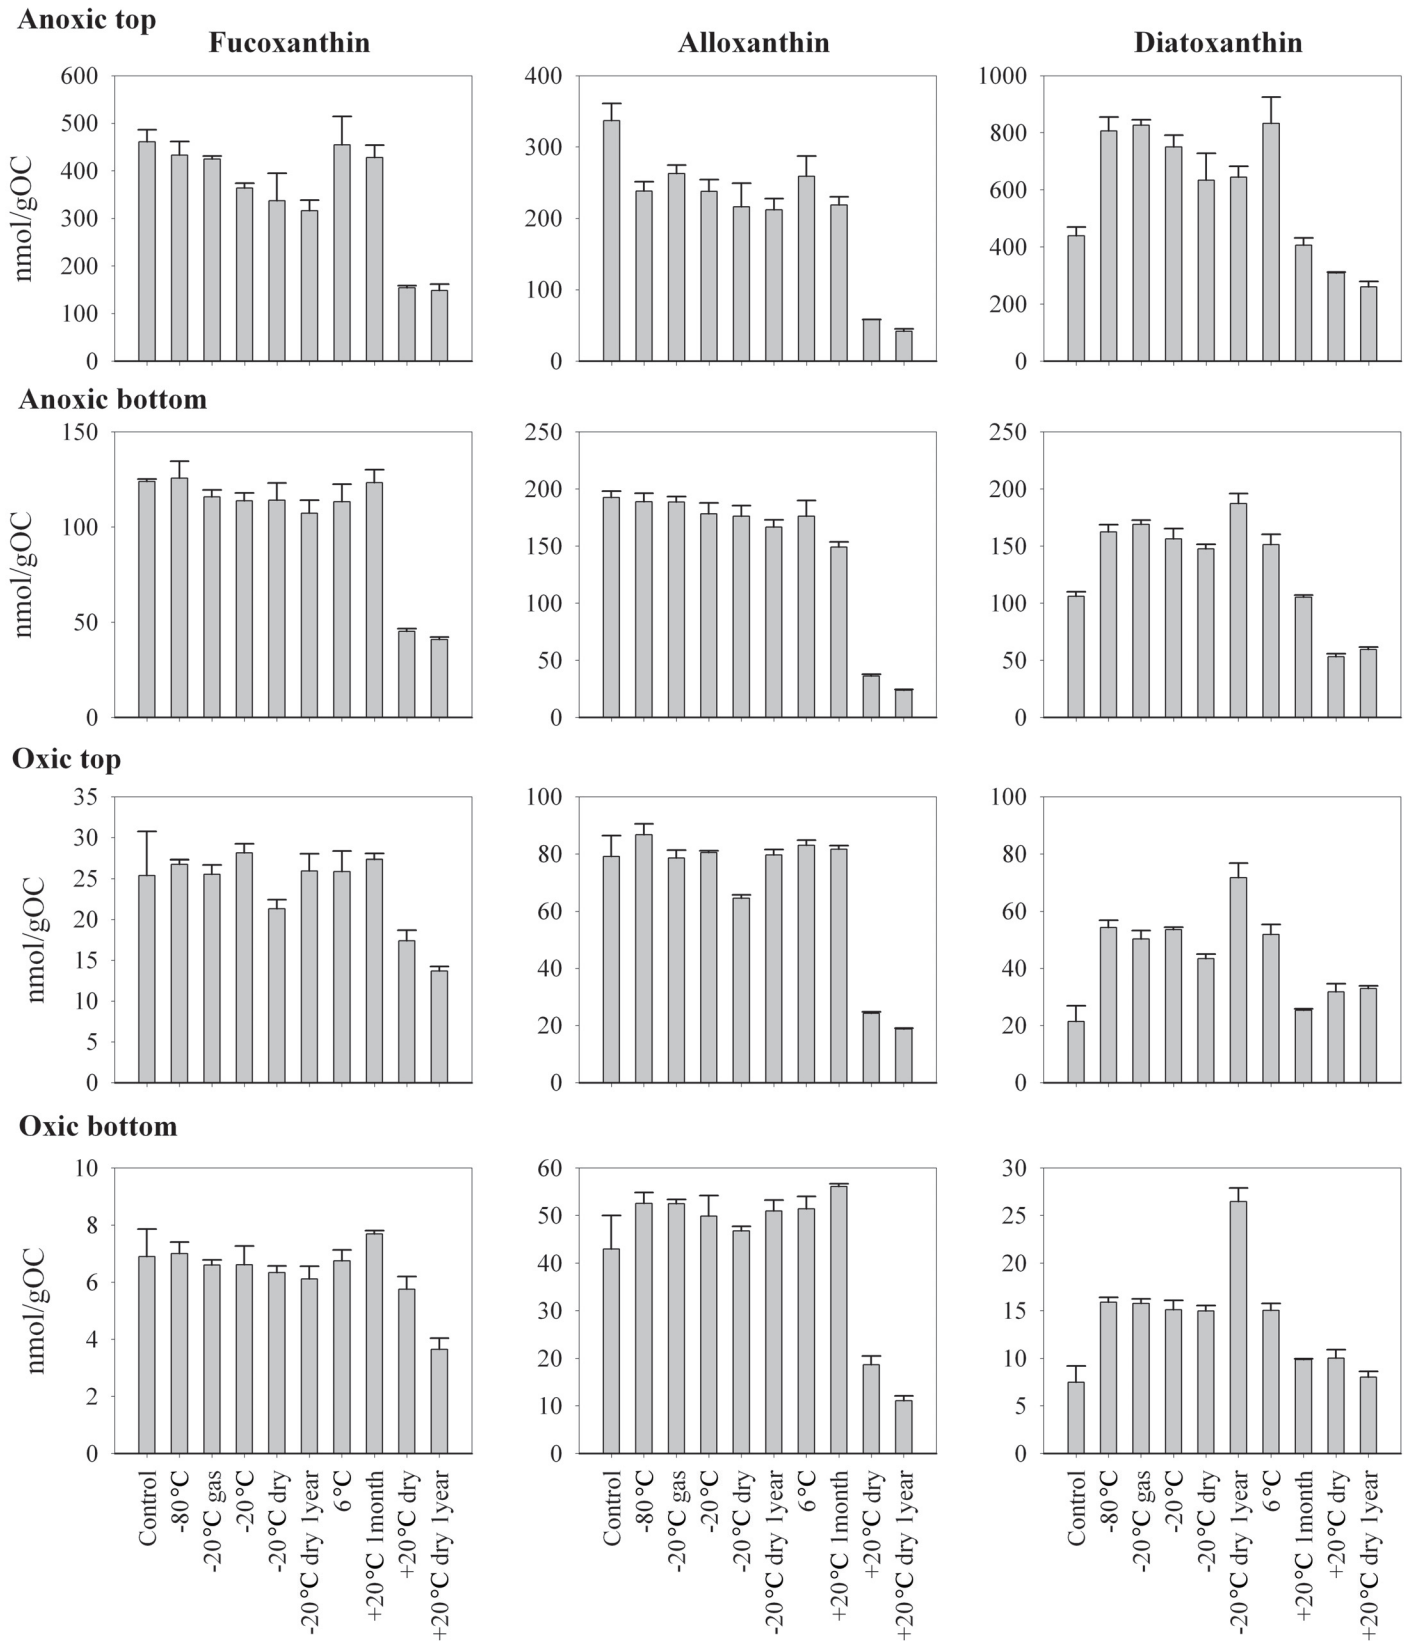 Anoxic top
Fucoxanthin Alloxanthin Diatoxanthin
nmol/gOC
600
500
400
300
200
100
0
400
300
200
100
0
1000
800
600
400
200
0
Anoxic bottom
nmol/gOC
150
100
50
0
250
200
150
100
50
0
250
200
150
100
50
0
Oxic top
nmol/gOC
35
30
25
20
15
10
5
0
100
80
60
40
20
0
100
80
60
40
20
0
Oxic bottom
nmol/gOC
10
8
6
4
2
0
60
50
40
30
20
10
0
30
25
20
15
10
5
0
Control
-80°C
-20°C gas
-20°C
-20°C dry
-20°C dry 1year
6°C
+20°C 1month
+20°C dry
+20°C dry 1year
Control
-80°C
-20°C gas
-20°C
-20°C dry
-20°C dry 1year
6°C
+20°C 1month
+20°C dry
+20°C dry 1year
Control
-80°C
-20°C gas
-20°C
-20°C dry
-20°C dry 1year
6°C
+20°C 1month
+20°C dry
+20°C dry 1year